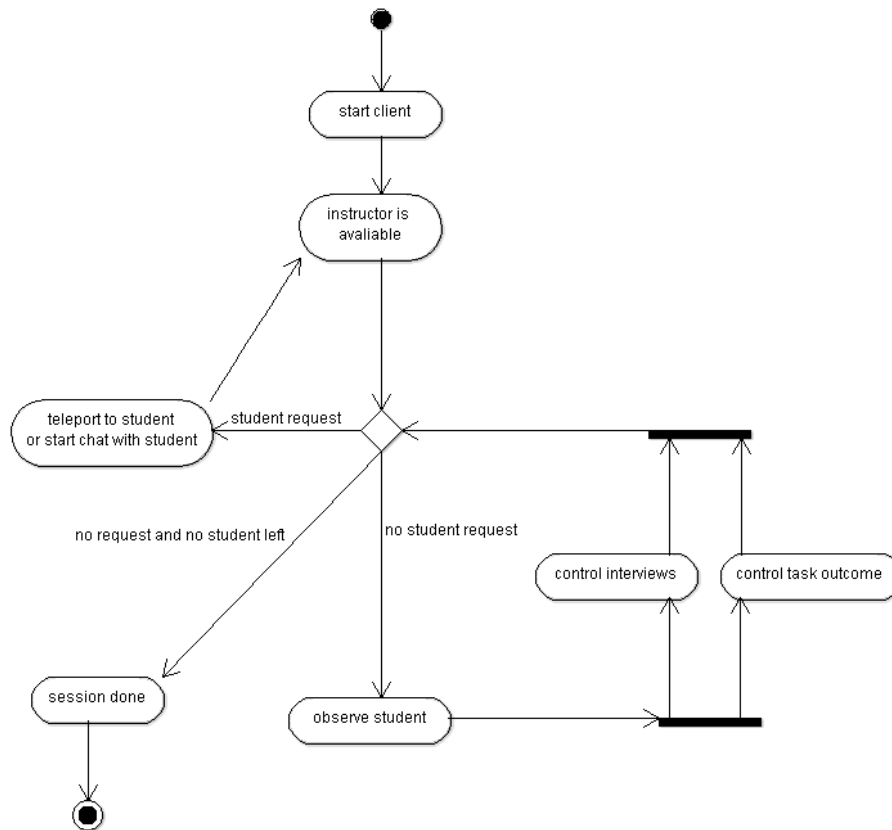 start client
instructor is
avaliable
teleport to student
or start chat with student
student request
no request and no student left
no student request
control interviews
control task outcome
session done
observe student